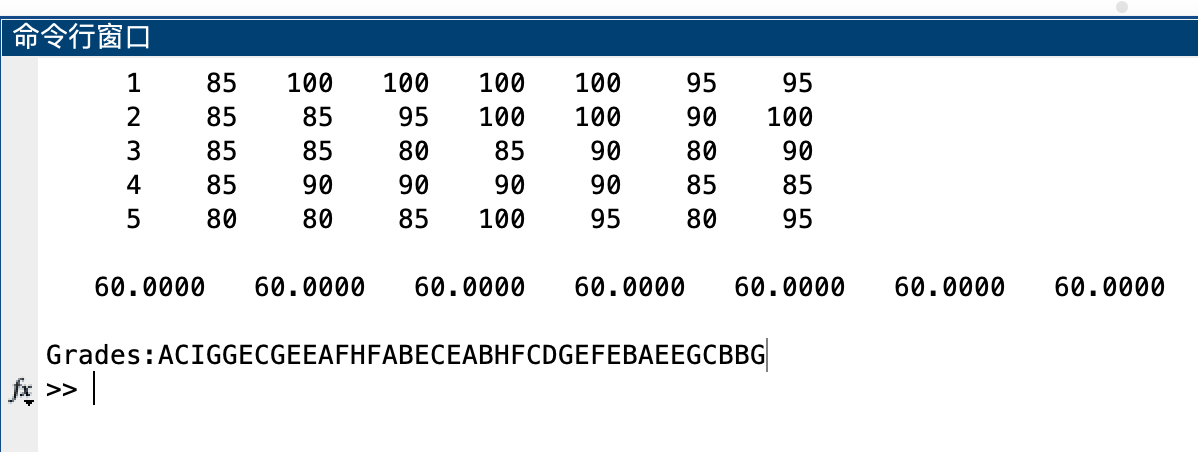 命令行窗口
1 85 100 100 100 100 95 95
2 85 85 95 100 100 90 100
3 85 85 80 85 90 80 90
4 85 90 90 90 90 85 85
5 80 80 85 100 95 80 95
60.0000 60.0000 60.0000 60.0000 60.0000 60.0000 60.0000
Grades:ACIGGECGEEAFHFABECEABHFCDGEFEBAEEGCBBG
fx >>